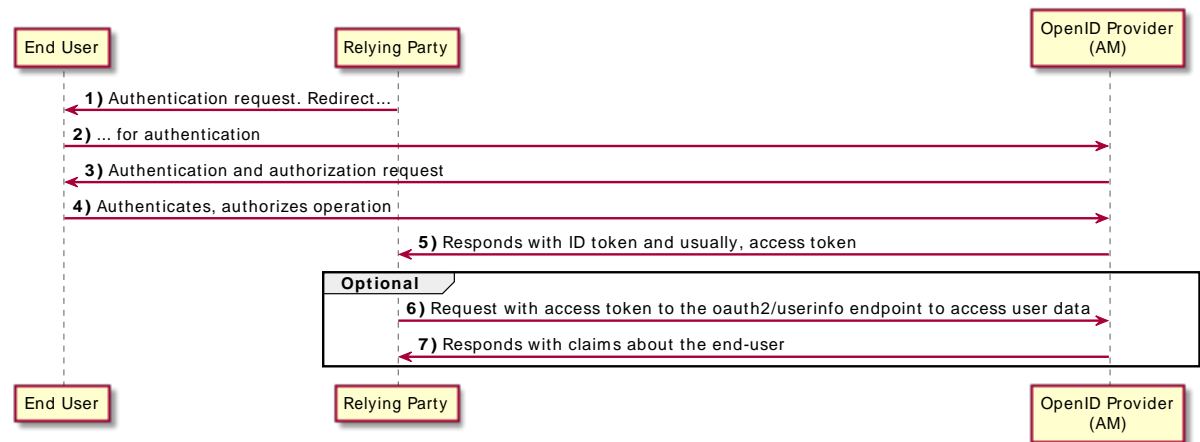 End User
Relying Party
OpenID Provider
(AM)
1) Authentication request. Redirect...
2) ... for authentication
3) Authentication and authorization request
4) Authenticates, authorizes operation
5) Responds with ID token and usually, access token
Optional
6) Request with access token to the oauth2/userinfo endpoint to access user data
7) Responds with claims about the end-user
End User
Relying Party
OpenID Provider
(AM)